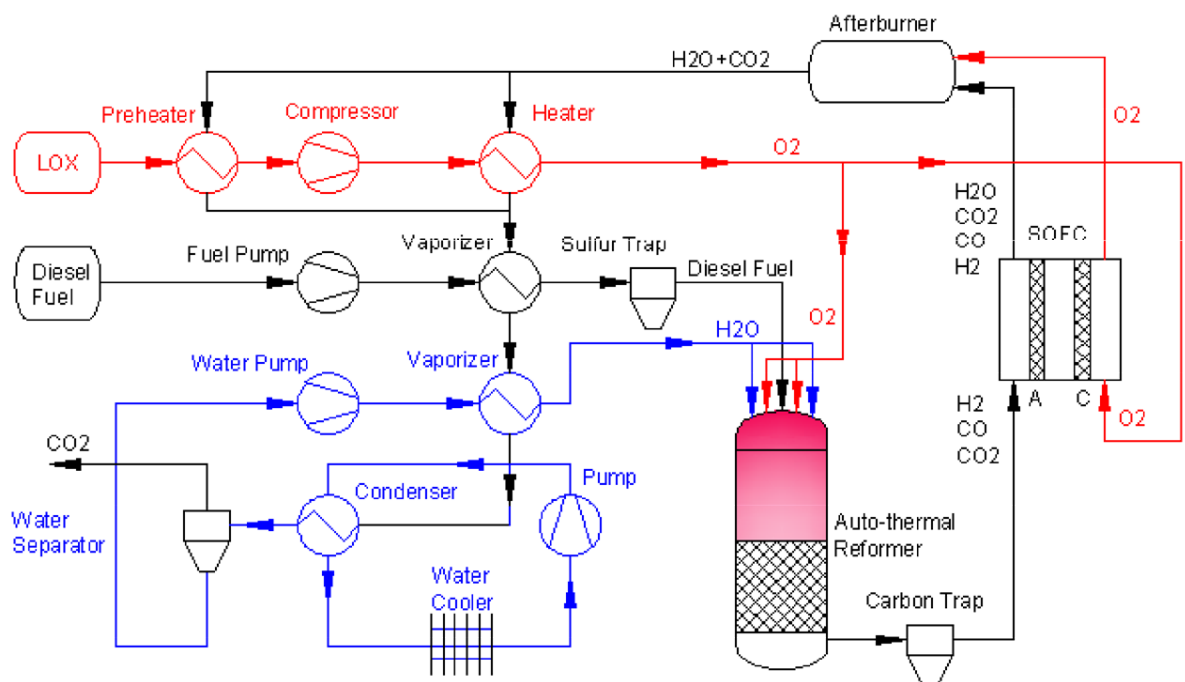 Afterburner
H2O+CO2
Preheater
Compressor
Heater
O2
LOX
O2
H2O
CO2
CO
H2
SOFC
Vaporizer
Sulfur Trap
Fuel Pump
Diesel Fuel
Diesel
Fuel
O2
H2O
Water Pump
Vaporizer
A
C
O2
H2
CO
CO2
CO2
Condenser
Pump
Water
Separator
Auto-thermal
Reformer
Water
Cooler
Carbon Trap